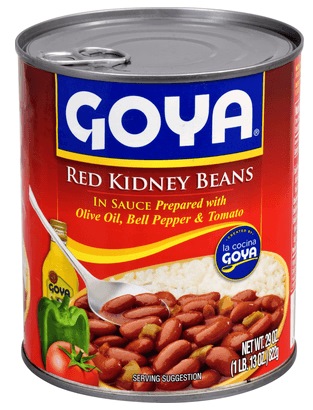 GOYA®
RED KIDNEY BEANS
IN SAUCE Prepared with
Olive Oil, Bell Pepper & Tomato
la cocina
GOYA
GOYA
NET WT. 29 OZ.
(1 LB. 13 OZ.) 822g
SERVING SUGGESTION